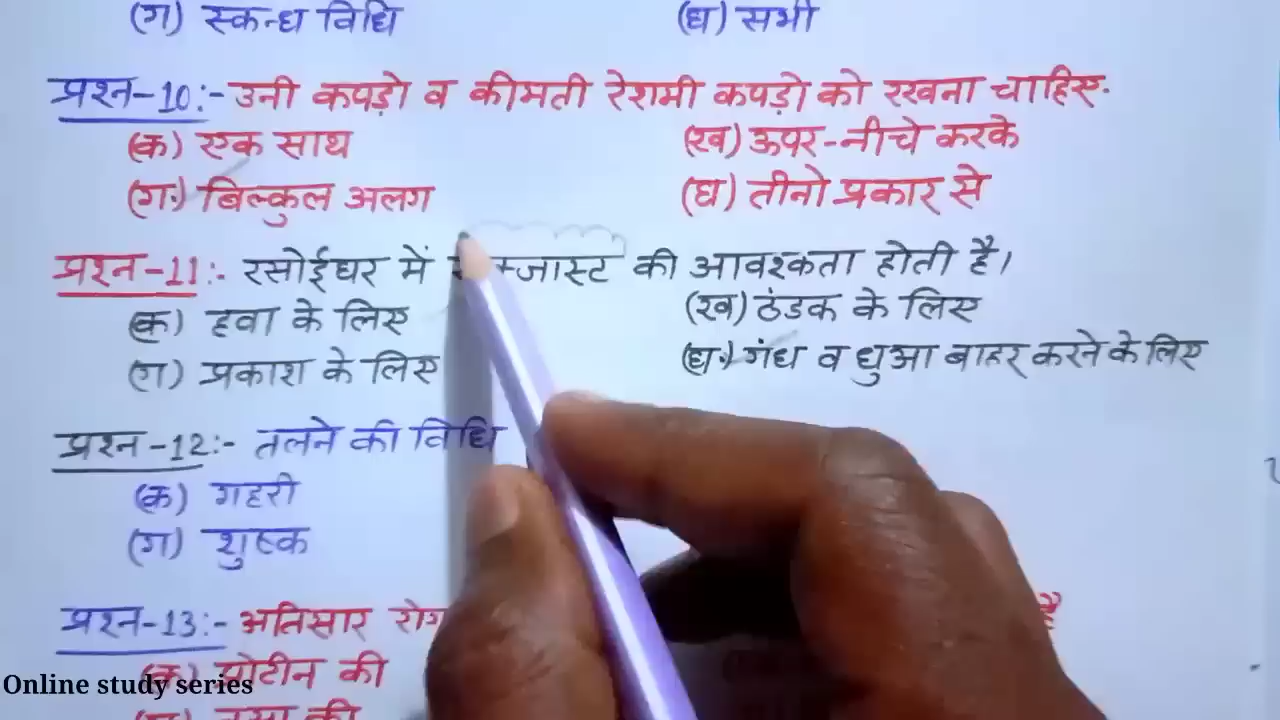 (ग) स्कन्ध विधि (घ) सभी
प्रश्न-10:- उनी कपड़ो व कीमती रेशमी कपड़ो को रखना चाहिए.
(क) एक साथ (ख) ऊपर-नीचे करके
(ग) बिल्कुल अलग (घ) तीनो प्रकार से
प्रश्न-11:- रसोईघर में की आवश्कता होती है।
(क) हवा के लिए (ख) ठंडक के लिए
(ग) प्रकाश के लिए (घ) गंध व धुआ बाहर करने के लिए
प्रश्न-12:- तलने की विधि
(क) गहरी
(ग) शुष्क
प्रश्न-13:- अतिसार रोग है
(क) प्रोटीन की
Online study series